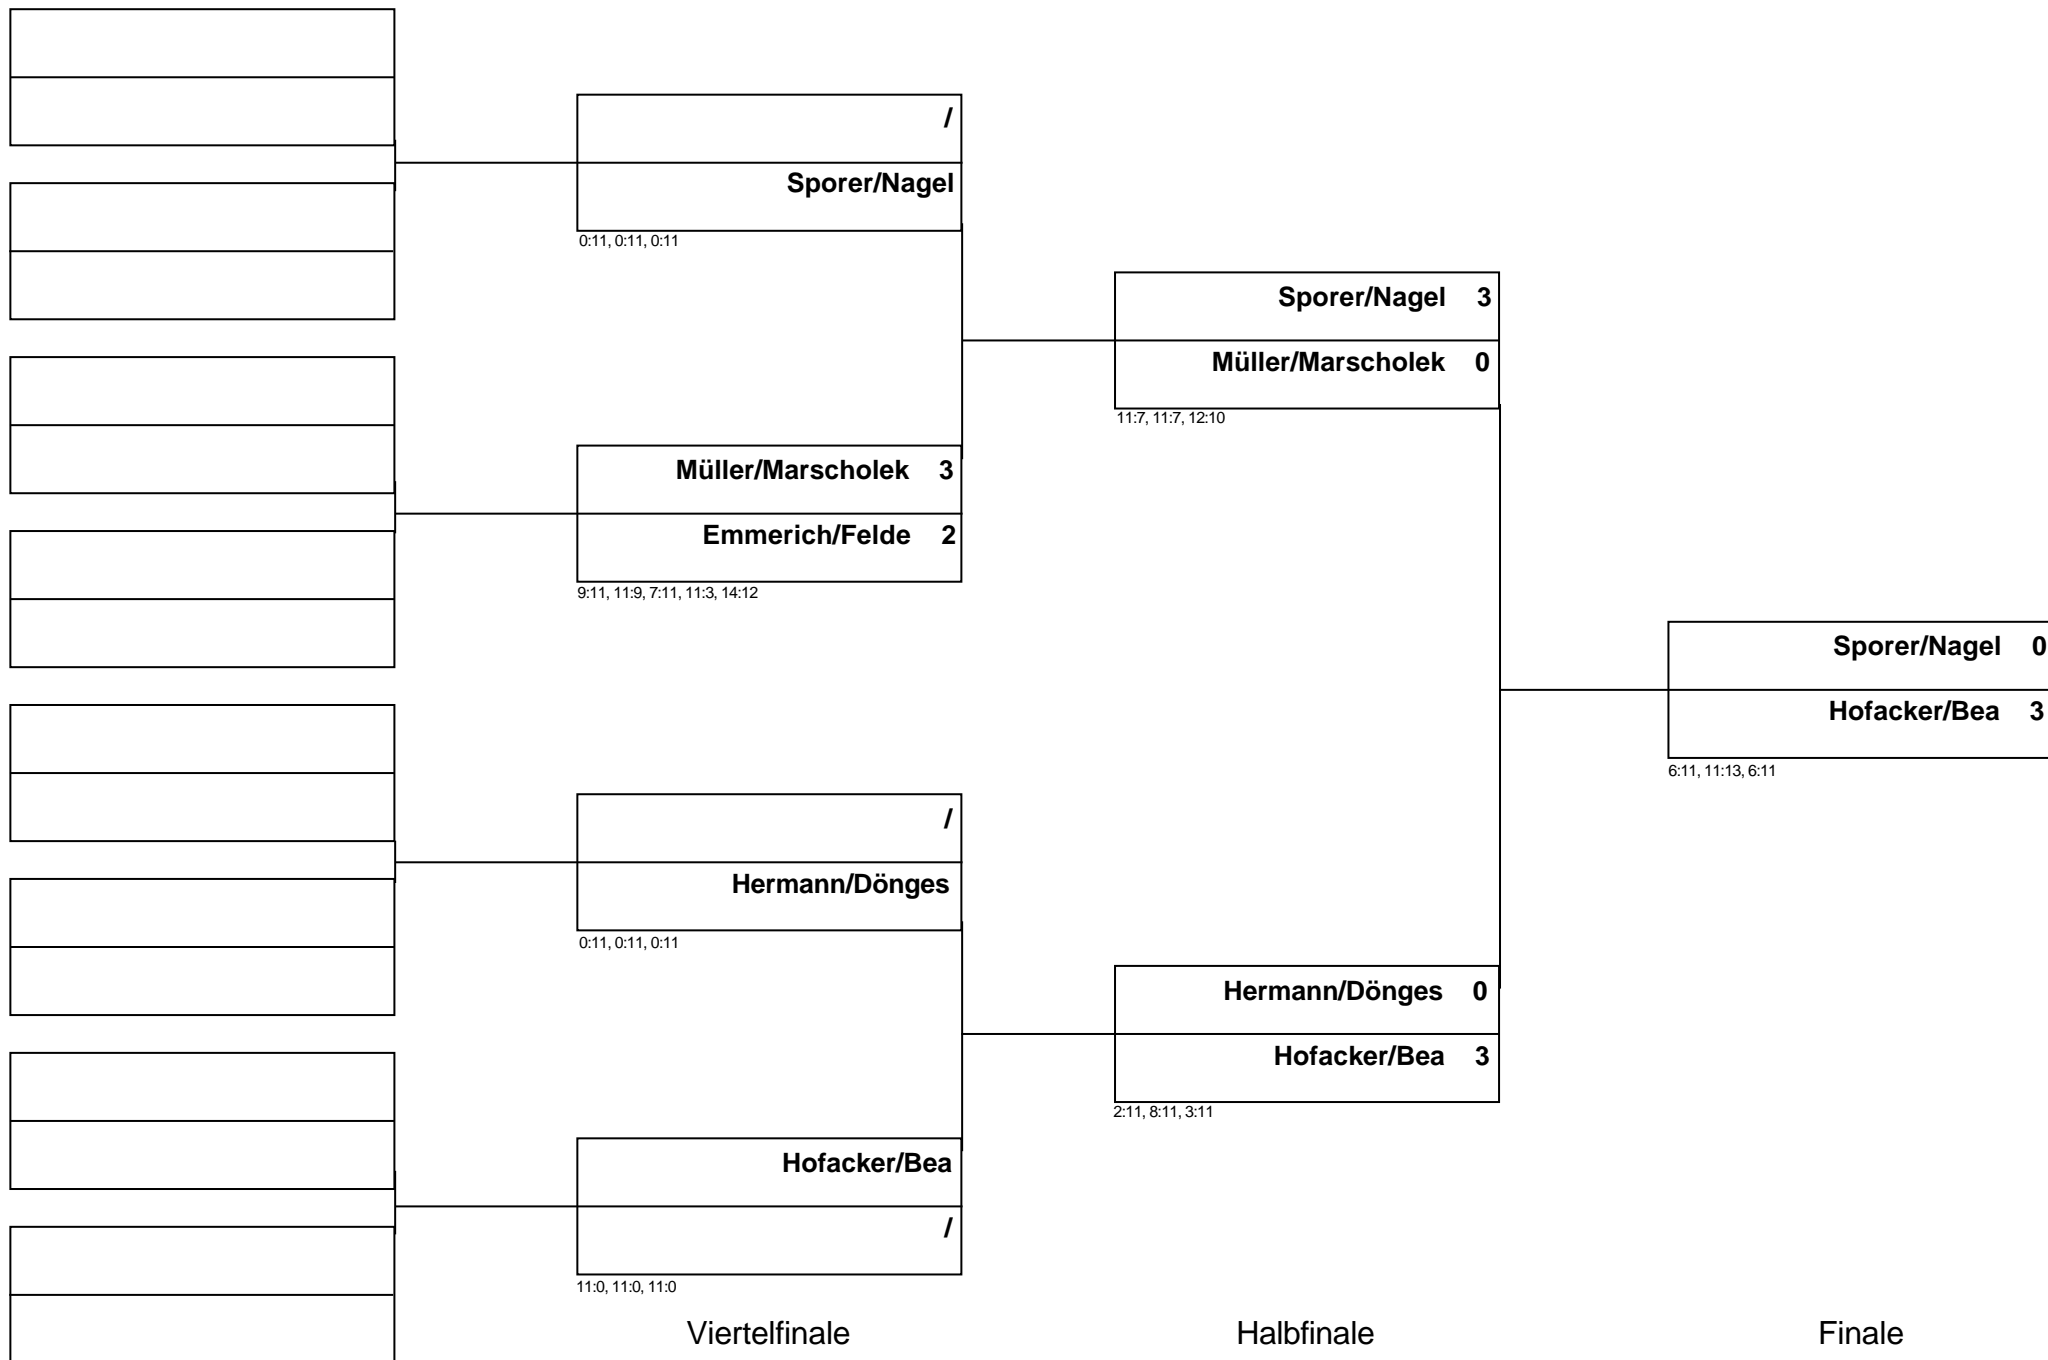 /
Sporer/Nagel
0:11, 0:11, 0:11
Müller/Marscholek 3
Emmerich/Felde 2
9:11, 11:9, 7:11, 11:3, 14:12
/
Hermann/Dönges
0:11, 0:11, 0:11
Hofacker/Bea
/
11:0, 11:0, 11:0
Viertelfinale
Sporer/Nagel 3
Müller/Marscholek 0
11:7, 11:7, 12:10
Hermann/Dönges 0
Hofacker/Bea 3
2:11, 8:11, 3:11
Halbfinale
Sporer/Nagel 0
Hofacker/Bea 3
6:11, 11:13, 6:11
Finale